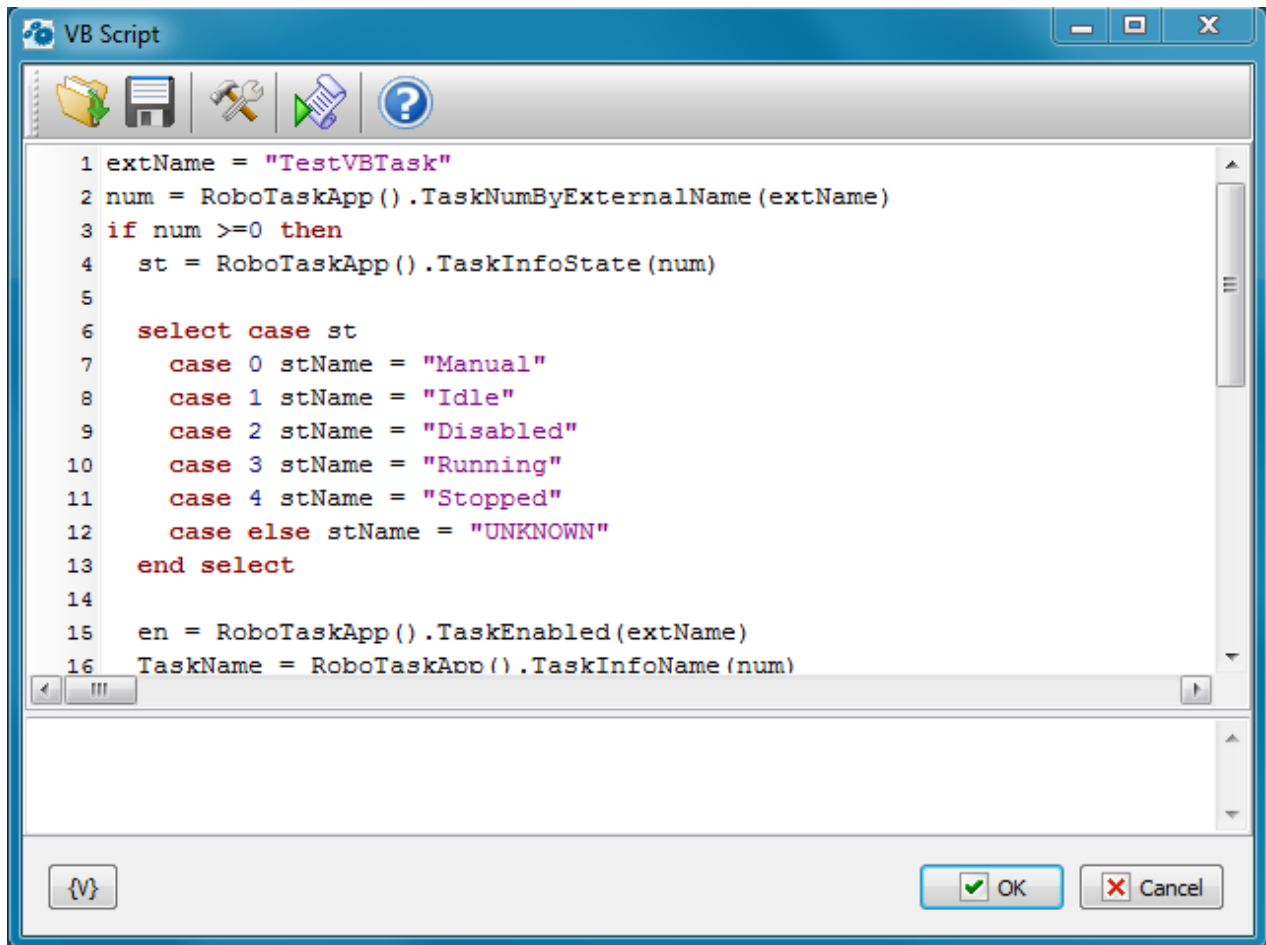 VB Script
1 extName = "TestVBTask"
2 num = RoboTaskApp().TaskNumByExternalName(extName)
3 if num >=0 then
4 st = RoboTaskApp().TaskInfoState(num)
5
6 select case st
7 case 0 stName = "Manual"
8 case 1 stName = "Idle"
9 case 2 stName = "Disabled"
10 case 3 stName = "Running"
11 case 4 stName = "Stopped"
12 case else stName = "UNKNOWN"
13 end select
14
15 en = RoboTaskApp().TaskEnabled(extName)
16 TaskName = RoboTaskApp().TaskInfoName(num)
{V} OK Cancel